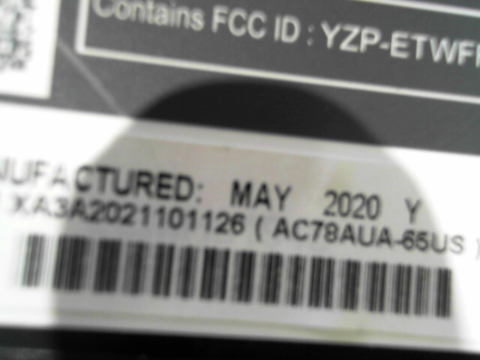 Contains FCC ID : YZP-ETWF
NUFACTURED: MAY 2020 Y
XA3A2021101126 ( AC78AUA-65US )